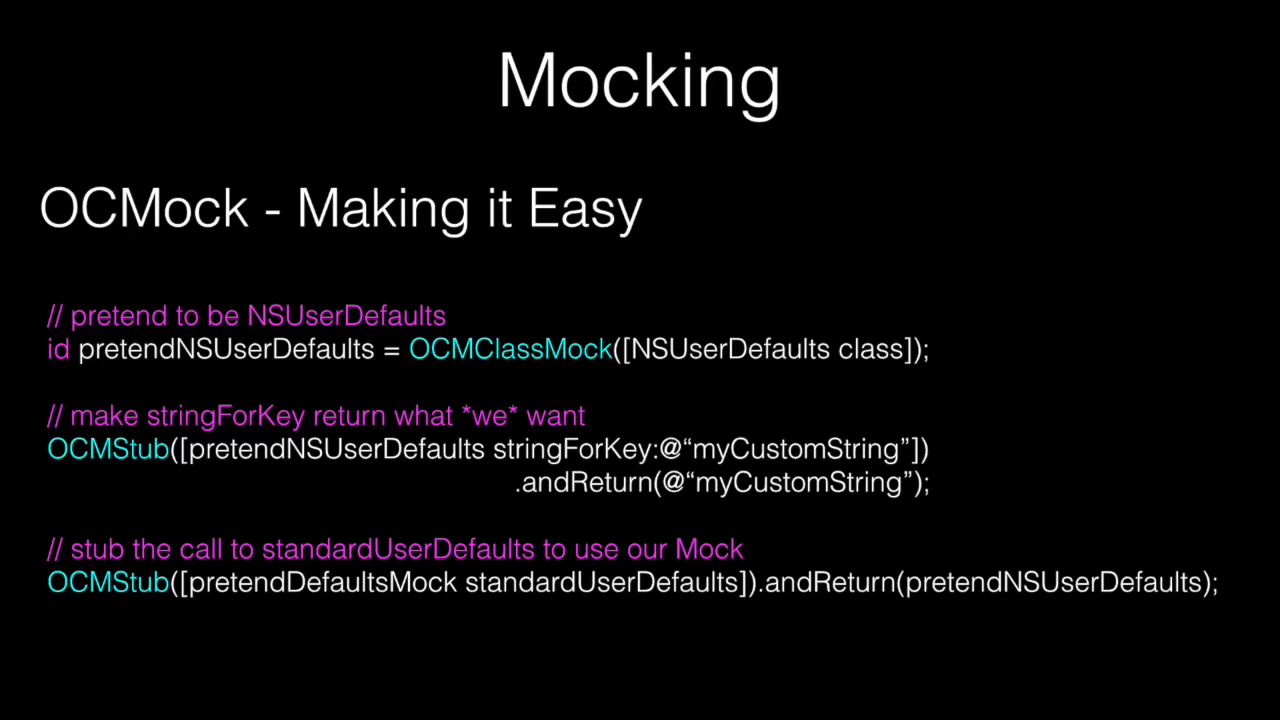 Mocking
OCMock - Making it Easy
// pretend to be NSUserDefaults
id pretendNSUserDefaults = OCMClassMock([NSUserDefaults class]);
// make stringForKey return what *we* want
OCMStub([pretendNSUserDefaults stringForKey:@“myCustomString”])
.andReturn(@“myCustomString”);
// stub the call to standardUserDefaults to use our Mock
OCMStub([pretendDefaultsMock standardUserDefaults]).andReturn(pretendNSUserDefaults);